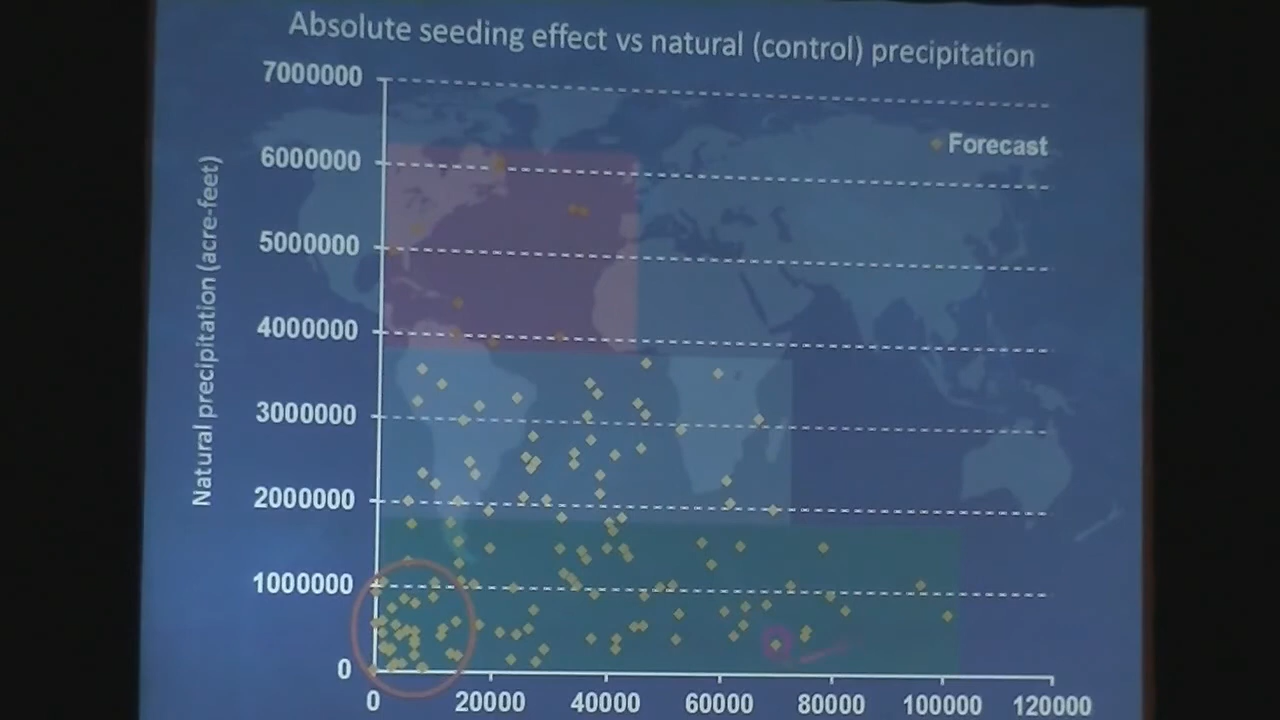 Absolute seeding effect vs natural (control) precipitation
7000000
Forecast
6000000
5000000
4000000
3000000
2000000
1000000
0
Natural precipitation (acre-feet)
0 20000 40000 60000 80000 100000 120000